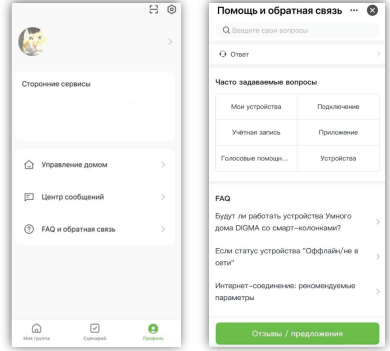 Сторонние сервисы
Управление домом
Центр сообщений
FAQ и обратная связь
Моя группа
Сценарий
Профиль
Помощь и обратная связь
Введите свои вопросы
Ответ
Часто задаваемые вопросы
Мои устройства
Подключение
Учётная запись
Приложение
Голосовые помощн...
Устройства
FAQ
Будут ли работать устройства Умного
дома DIGMA со смарт-колонками?
Если статус устройства "Оффлайн/не в
сети"
Интернет-соединение: рекомендуемые
параметры
Отзывы / предложения